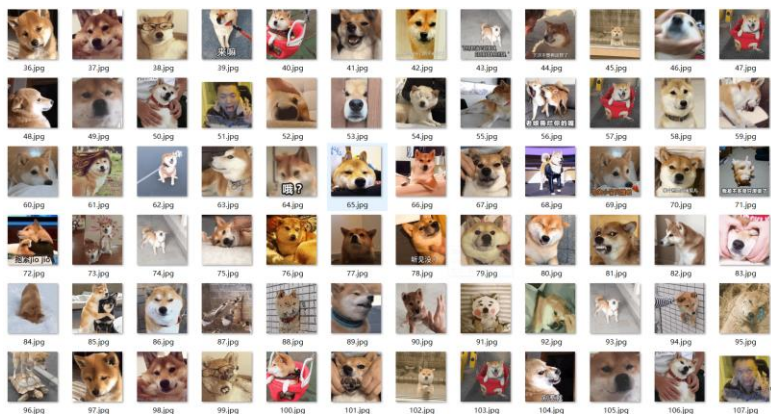 来嘛
36.jpg 37.jpg 38.jpg 39.jpg 40.jpg 41.jpg 42.jpg 43.jpg 44.jpg 45.jpg 46.jpg 47.jpg
48.jpg 49.jpg 50.jpg 51.jpg 52.jpg 53.jpg 54.jpg 55.jpg 56.jpg 57.jpg 58.jpg 59.jpg
哦?
60.jpg 61.jpg 62.jpg 63.jpg 64.jpg 65.jpg 66.jpg 67.jpg 68.jpg 69.jpg 70.jpg 71.jpg
听见没
72.jpg 73.jpg 74.jpg 75.jpg 76.jpg 77.jpg 78.jpg 79.jpg 80.jpg 81.jpg 82.jpg 83.jpg
84.jpg 85.jpg 86.jpg 87.jpg 88.jpg 89.jpg 90.jpg 91.jpg 92.jpg 93.jpg 94.jpg 95.jpg
96.jpg 97.jpg 98.jpg 99.jpg 100.jpg 101.jpg 102.jpg 103.jpg 104.jpg 105.jpg 106.jpg 107.jpg